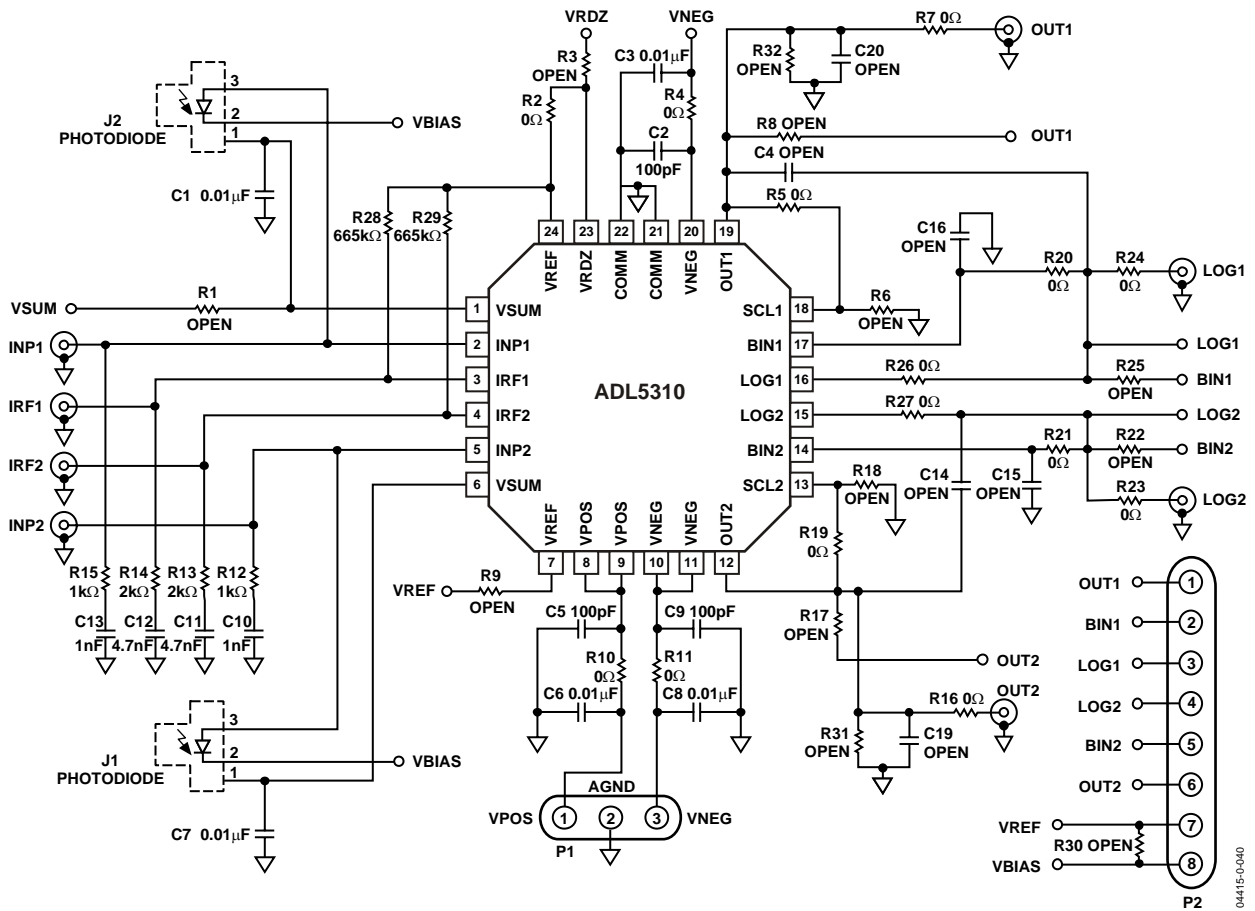 VRDZ
VNEG
R7 0Ω
OUT1
R3
OPEN
C3 0.01µF
R32
OPEN
C20
OPEN
J2
PHOTODIODE
3
2
1
VBIAS
R2
0Ω
R4
0Ω
C2
100pF
R8 OPEN
OUT1
C4 OPEN
R5 0Ω
C1 0.01µF
R28
665kΩ
R29
665kΩ
C16
OPEN
R20
0Ω
R24
0Ω
LOG1
24
23
22
21
20
19
VREF
VRDZ
COMM
COMM
VNEG
OUT1
VSUM
R1
OPEN
1
VSUM
18
SCL1
R6
OPEN
INP1
2
INP1
17
BIN1
LOG1
IRF1
3
IRF1
ADL5310
16
LOG1
R26 0Ω
R25
OPEN
BIN1
4
IRF2
15
LOG2
R27 0Ω
LOG2
IRF2
5
INP2
14
BIN2
R21
0Ω
R22
OPEN
BIN2
6
VSUM
13
SCL2
R18
OPEN
C14
OPEN
C15
OPEN
R23
0Ω
LOG2
INP2
VREF
VPOS
VPOS
VNEG
VNEG
OUT2
7
8
9
10
11
12
R19
0Ω
R15
1kΩ
R14
2kΩ
R13
2kΩ
R12
1kΩ
VREF
R9
OPEN
C13
1nF
C12
4.7nF
C11
4.7nF
C10
1nF
C5 100pF
C9 100pF
R10
0Ω
R11
0Ω
C6 0.01µF
C8 0.01µF
R17
OPEN
OUT2
R16 0Ω
OUT2
R31
OPEN
C19
OPEN
J1
PHOTODIODE
3
2
1
VBIAS
C7 0.01µF
AGND
VPOS
1
2
3
VNEG
P1
OUT1
1
BIN1
2
LOG1
3
LOG2
4
BIN2
5
OUT2
6
VREF
7
R30 OPEN
VBIAS
8
P2
04415-0-040